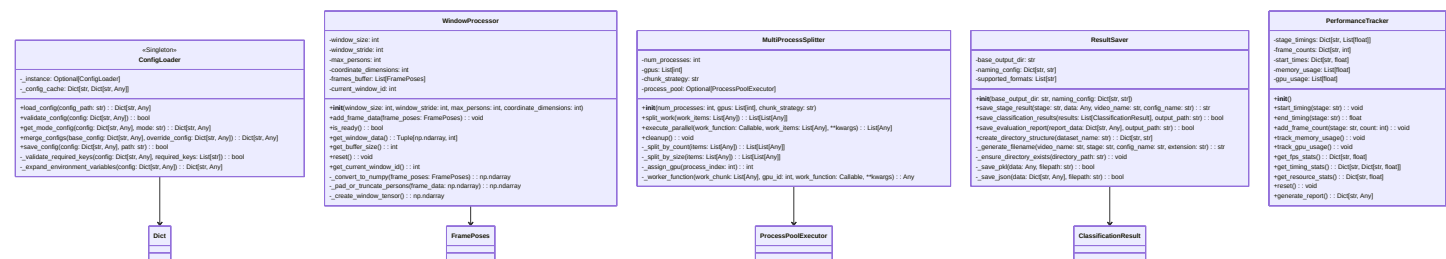 «Singleton»
ConfigLoader
-_instance: Optional[ConfigLoader]
-_config_cache: Dict[str, Dict[str, Any]]
+load_config(config_path: str) : : Dict[str, Any]
+validate_config(config: Dict[str, Any]) : : bool
+get_mode_config(config: Dict[str, Any], mode: str) : : Dict[str, Any]
+merge_configs(base_config: Dict[str, Any], override_config: Dict[str, Any]) : : Dict[str, Any]
+save_config(config: Dict[str, Any], path: str) : : bool
-_validate_required_keys(config: Dict[str, Any], required_keys: List[str]) : : bool
-_expand_environment_variables(config: Dict[str, Any]) : : Dict[str, Any]
Dict
WindowProcessor
-window_size: int
-window_stride: int
-max_persons: int
-coordinate_dimensions: int
-frames_buffer: List[FramePoses]
-current_window_id: int
+init(window_size: int, window_stride: int, max_persons: int, coordinate_dimensions: int)
+add_frame_data(frame_poses: FramePoses) : : void
+is_ready() : : bool
+get_window_data() : : Tuple[np.ndarray, int]
+get_buffer_size() : : int
+reset() : : void
+get_current_window_id() : : int
-_convert_to_numpy(frame_poses: FramePoses) : : np.ndarray
-_pad_or_truncate_persons(frame_data: np.ndarray) : : np.ndarray
-_create_window_tensor() : : np.ndarray
FramePoses
MultiProcessSplitter
-num_processes: int
-gpus: List[int]
-chunk_strategy: str
-process_pool: Optional[ProcessPoolExecutor]
+init(num_processes: int, gpus: List[int], chunk_strategy: str)
+split_work(work_items: List[Any]) : : List[List[Any]]
+execute_parallel(work_function: Callable, work_items: List[Any], **kwargs) : : List[Any]
+cleanup() : : void
-_split_by_count(items: List[Any]) : : List[List[Any]]
-_split_by_size(items: List[Any]) : : List[List[Any]]
-_assign_gpu(process_index: int) : : int
-_worker_function(work_chunk: List[Any], gpu_id: int, work_function: Callable, **kwargs) : : Any
ProcessPoolExecutor
ResultSaver
-base_output_dir: str
-naming_config: Dict[str, str]
-supported_formats: List[str]
+init(base_output_dir: str, naming_config: Dict[str, str])
+save_stage_result(stage: str, data: Any, video_name: str, config_name: str) : : str
+save_classification_results(results: List[ClassificationResult], output_path: str) : : bool
+save_evaluation_report(report_data: Dict[str, Any], output_path: str) : : bool
+create_directory_structure(dataset_name: str) : : Dict[str, str]
-_generate_filename(video_name: str, stage: str, config_name: str, extension: str) : : str
-_ensure_directory_exists(directory_path: str) : : void
-_save_pkl(data: Any, filepath: str) : : bool
-_save_json(data: Dict[str, Any], filepath: str) : : bool
ClassificationResult
PerformanceTracker
-stage_timings: Dict[str, List[float]]
-frame_counts: Dict[str, int]
-start_times: Dict[str, float]
-memory_usage: List[float]
-gpu_usage: List[float]
+init()
+start_timing(stage: str) : : void
+end_timing(stage: str) : : float
+add_frame_count(stage: str, count: int) : : void
+track_memory_usage() : : void
+track_gpu_usage() : : void
+get_fps_stats() : : Dict[str, float]
+get_timing_stats() : : Dict[str, Dict[str, float]]
+get_resource_stats() : : Dict[str, float]
+reset() : : void
+generate_report() : : Dict[str, Any]